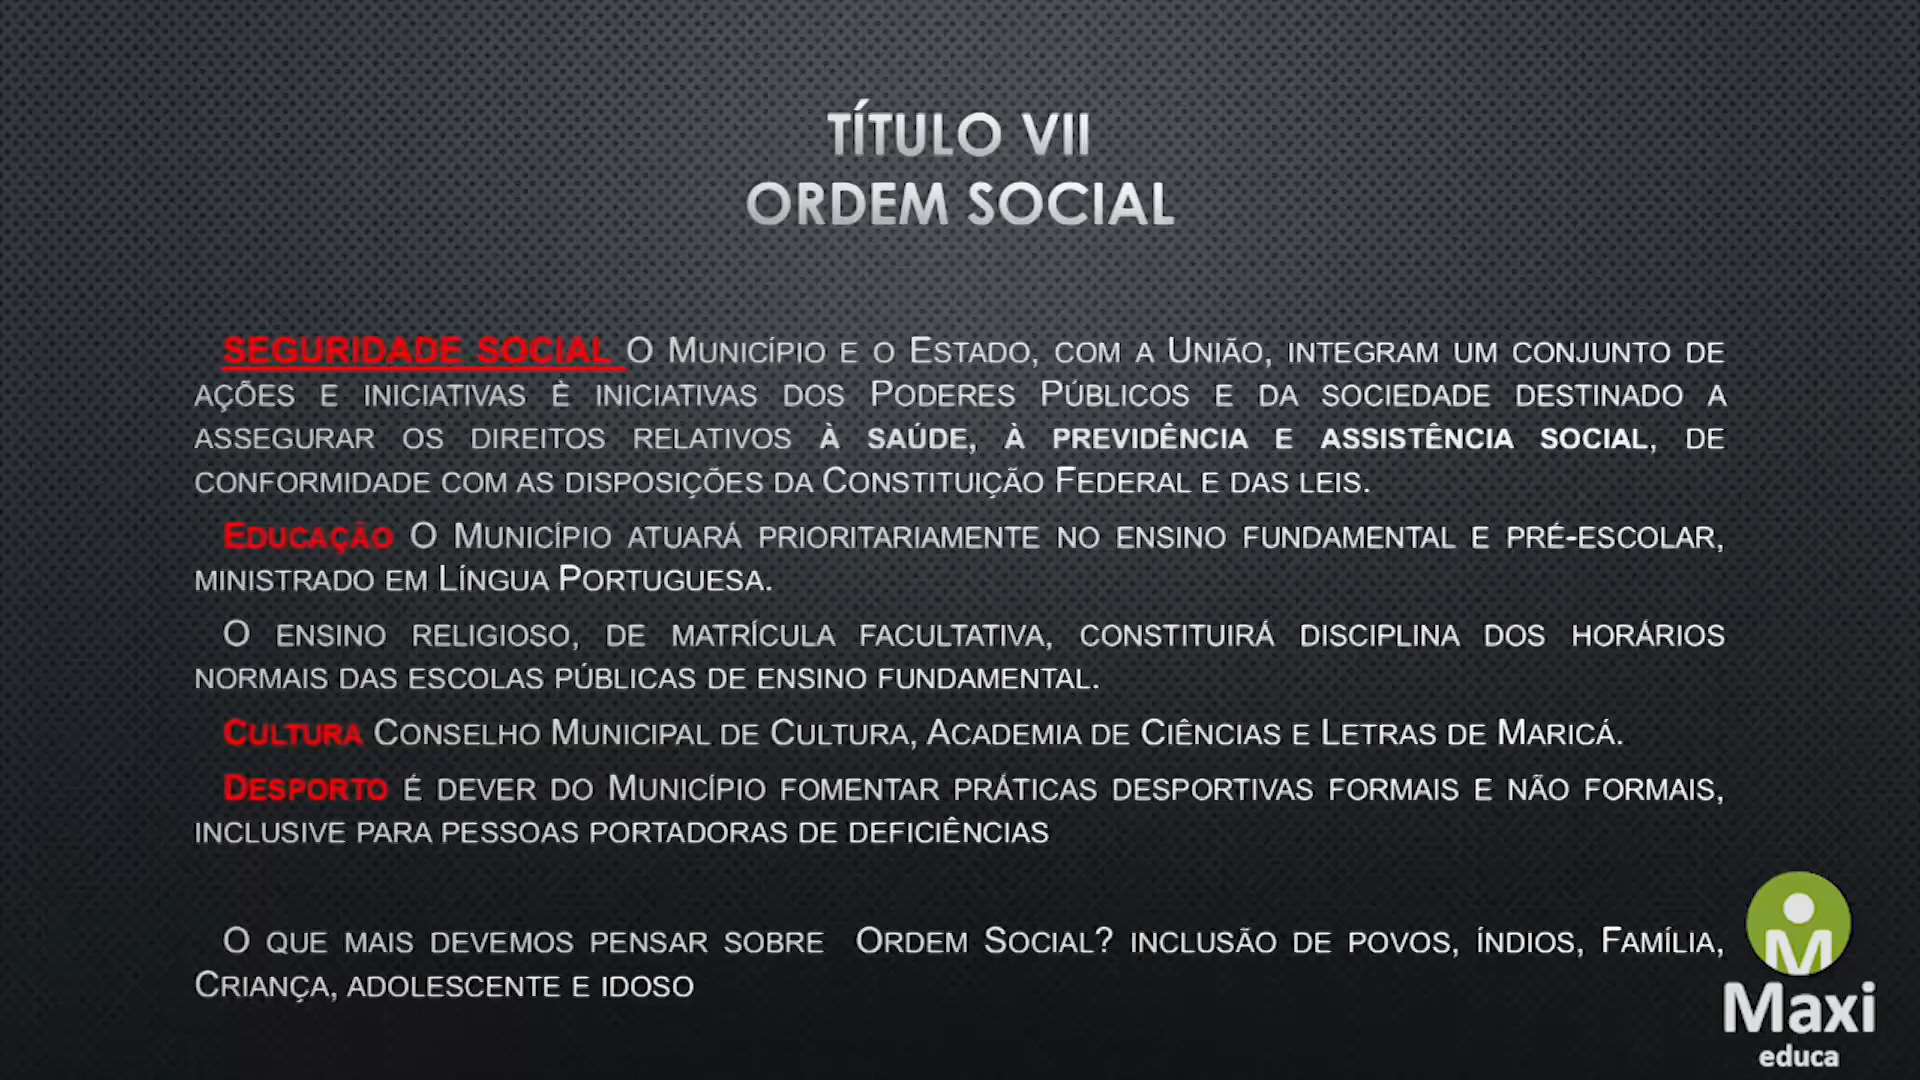 TÍTULO VII
ORDEM SOCIAL
SEGURIDADE SOCIAL O Município e o Estado, com a União, integram um conjunto de
ações e iniciativas è iniciativas dos Poderes Públicos e da sociedade destinado a
assegurar os direitos relativos à saúde, à previdência e assistência social, de
conformidade com as disposições da Constituição Federal e das leis.
Educação O Município atuará prioritariamente no ensino fundamental e pré-escolar,
ministrado em Língua Portuguesa.
O ensino religioso, de matrícula facultativa, constituirá disciplina dos horários
normais das escolas públicas de ensino fundamental.
Cultura Conselho Municipal de Cultura, Academia de Ciências e Letras de Maricá.
Desporto é dever do Município fomentar práticas desportivas formais e não formais,
inclusive para pessoas portadoras de deficiências
O que mais devemos pensar sobre Ordem Social? inclusão de povos, índios, Família,
Criança, adolescente e idoso
M
Maxi
educa